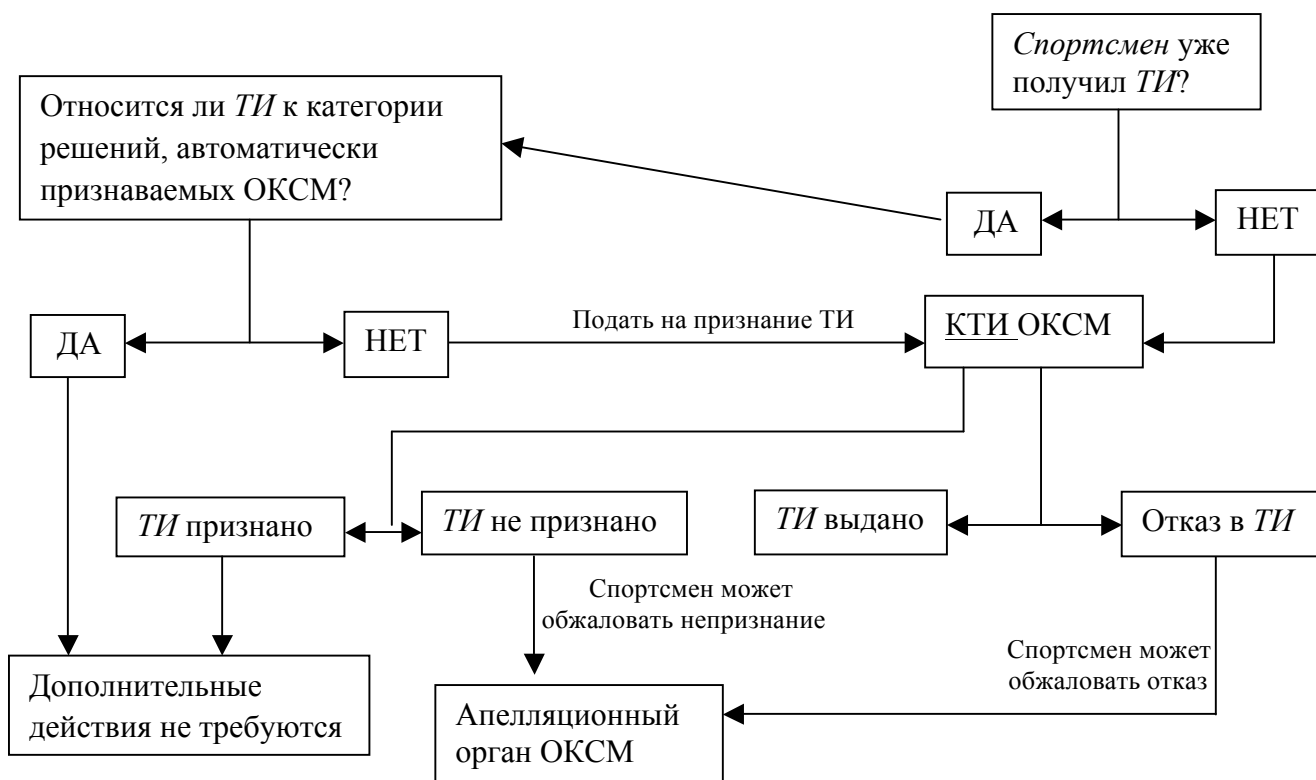 Спортсмен уже
получил ТИ?
Относится ли ТИ к категории
решений, автоматически
признаваемых ОКСМ?
ДА
НЕТ
ДА
НЕТ
Подать на признание ТИ
КТИ ОКСМ
ТИ признано
ТИ не признано
ТИ выдано
Отказ в ТИ
Спортсмен может
обжаловать непризнание
Спортсмен может
обжаловать отказ
Дополнительные
действия не требуются
Апелляционный
орган ОКСМ